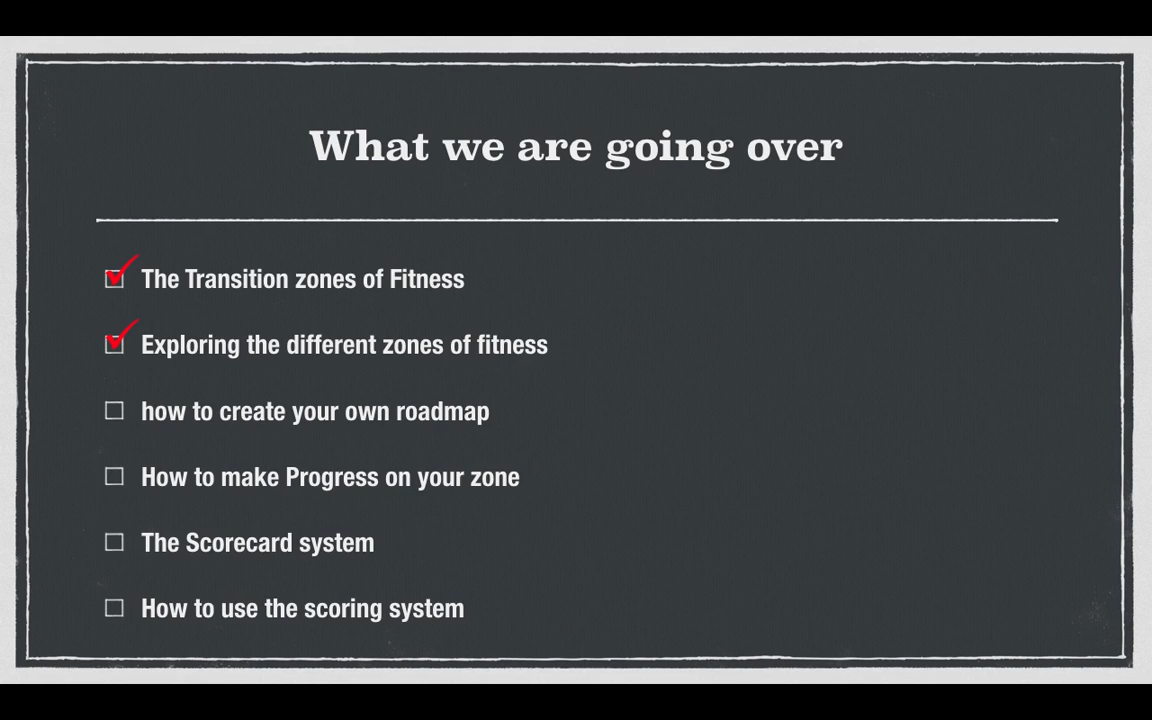 What we are going over
The Transition zones of Fitness
Exploring the different zones of fitness
how to create your own roadmap
How to make Progress on your zone
The Scorecard system
How to use the scoring system